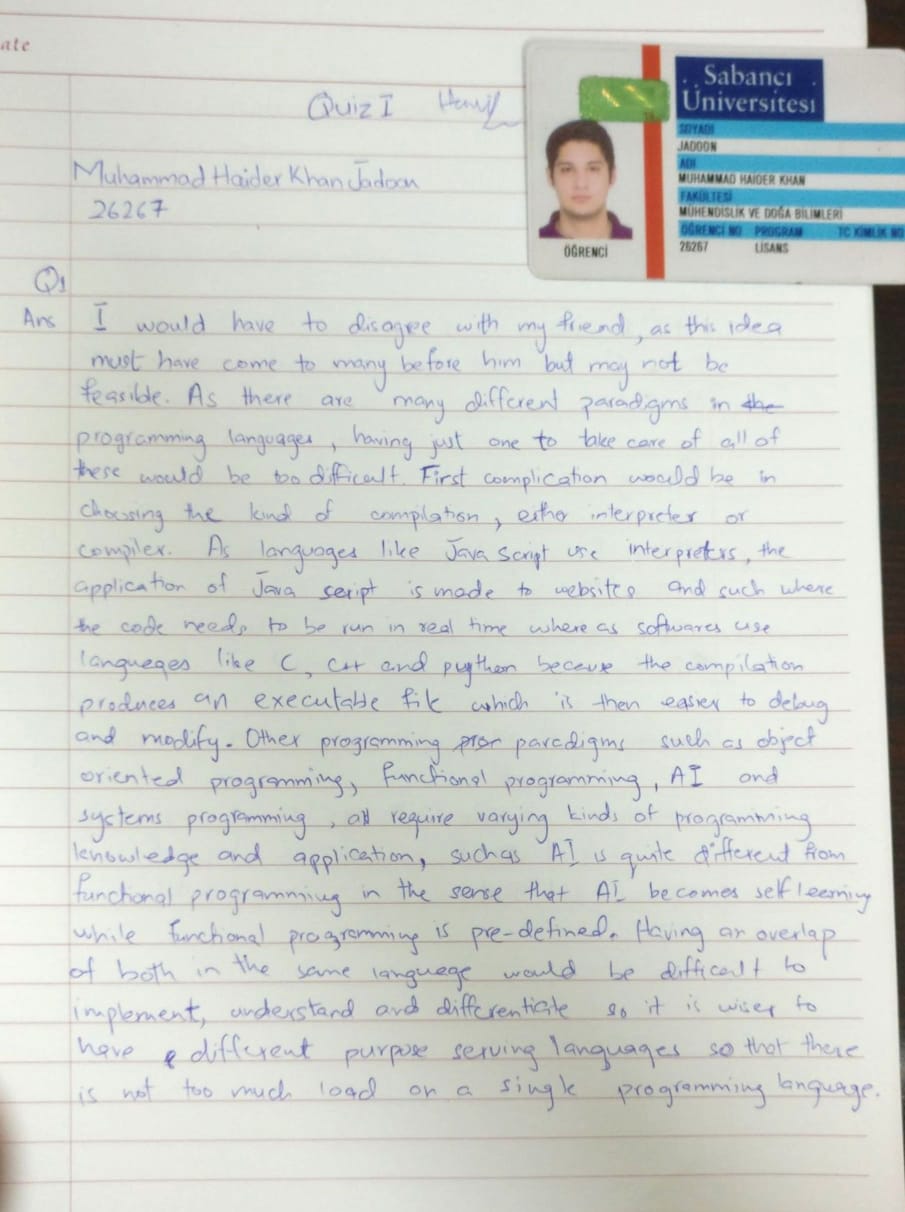 ate
Quiz I
Sabancı
Üniversitesi
SOYADI
JADOON
ADI
MUHAMMAD HAIDER KHAN
FAKÜLTESİ
MÜHENDİSLİK VE DOĞA BİLİMLERİ
ÖĞRENCİ NO PROGRAM TC KİMLİK NO
26267 LİSANS
ÖĞRENCİ
Muhammad Haider Khan Jadoon
26267
Q1
Ans I would have to disagree with my friend, as this idea
must have come to many before him but may not be
feasible. As there are many different paradigms in the
programming languages, having just one to take care of all of
these would be too difficult. First complication would be in
choosing the kind of compilation, either interpreter or
compiler. As languages like Java Script use interpreters, the
application of Java script is made to websites and such where
the code needs to be run in real time where as softwares use
languages like C, C++ and python because the compilation
produces an executable file which is then easier to debug
and modify. Other programming prar paradigms such as object
oriented programming, functional programming, AI and
systems programming, all require varying kinds of programming
knowledge and application, such as AI is quite different from
functional programming in the sense that AI becomes self learning
while functional programming is pre-defined. Having an overlap
of both in the same language would be difficult to
implement, understand and differentiate so it is wiser to
have different purpose serving languages so that there
is not too much load on a single programming language.